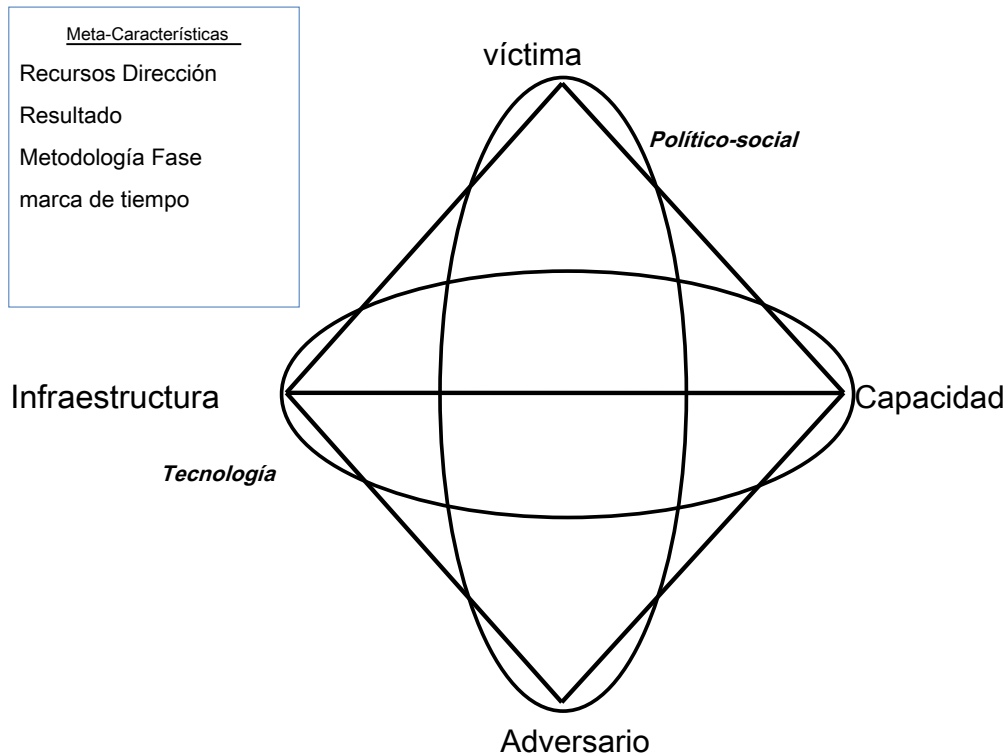 Meta-Características
Recursos Dirección
Resultado
Metodología Fase
marca de tiempo
víctima
Político-social
Infraestructura
Capacidad
Tecnología
Adversario